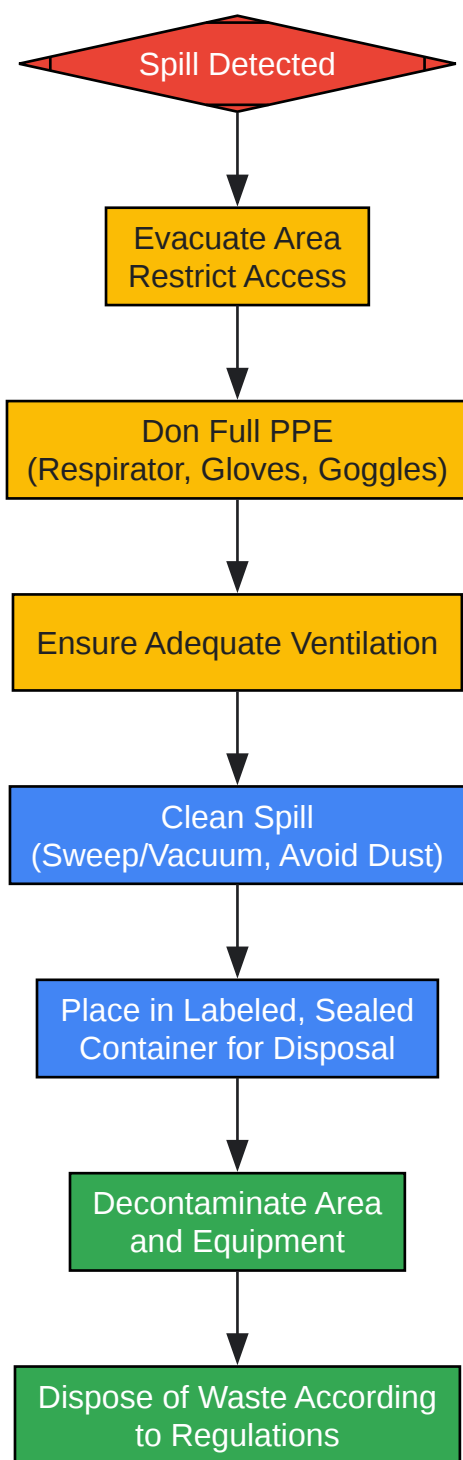 Spill Detected
Evacuate Area
Restrict Access
Don Full PPE
(Respirator, Gloves, Goggles)
Ensure Adequate Ventilation
Clean Spill
(Sweep/Vacuum, Avoid Dust)
Place in Labeled, Sealed
Container for Disposal
Decontaminate Area
and Equipment
Dispose of Waste According
to Regulations